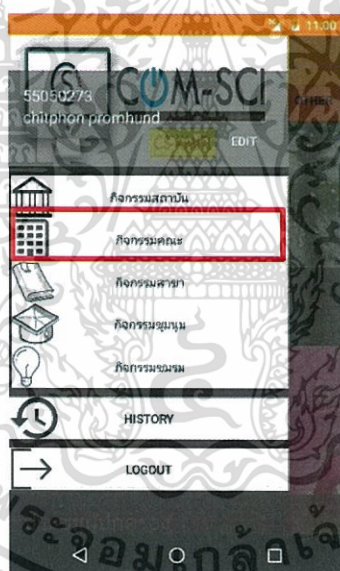 11:00
COM-SCI
55050273
chitphon promhund
OTHER
EDIT
กิจกรรมสถาบัน
กิจกรรมคณะ
กิจกรรมสาขา
กิจกรรมชุมนุม
กิจกรรมชมรม
HISTORY
LOGOUT